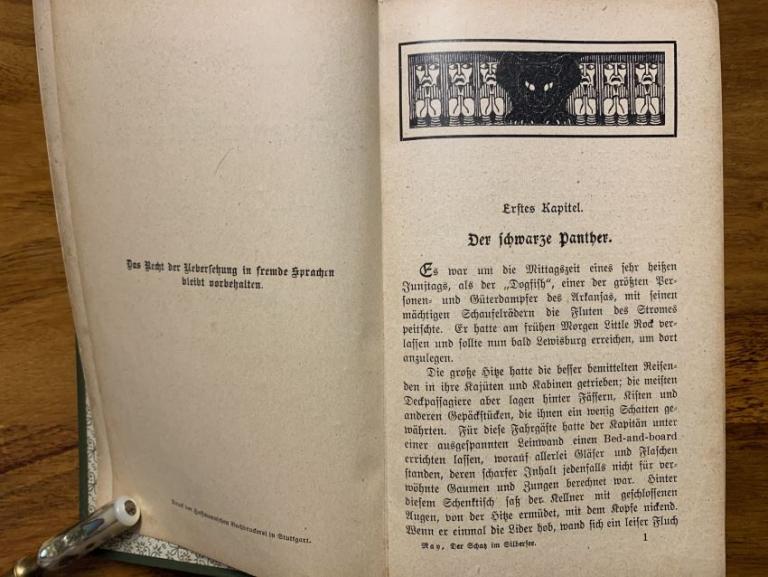 Das Recht der Uebersetzung in fremde Sprachen
bleibt vorbehalten.
Druck der Hoffmannschen Buchdruckerei in Stuttgart.
Erstes Kapitel.
Der schwarze Panther.
Es war um die Mittagszeit eines sehr heißen
Junitags, als der „Dogfish“, einer der größten Per-
sonen- und Güterdampfer des Arkansas, mit seinen
mächtigen Schaufelrädern die Fluten des Stromes
peitschte. Er hatte am frühen Morgen Little Rock ver-
lassen und sollte nun bald Lewisburg erreichen, um dort
anzulegen.
Die große Hitze hatte die besser bemittelten Reisen-
den in ihre Kajüten und Kabinen getrieben; die meisten
Deckpassagiere aber lagen hinter Fässern, Kisten und
anderen Gepäckstücken, die ihnen ein wenig Schatten ge-
währten. Für diese Fahrgäste hatte der Kapitän unter
einer ausgespannten Leinwand einen Bed-and-board
errichten lassen, worauf allerlei Gläser und Flaschen
standen, deren scharfer Inhalt jedenfalls nicht für ver-
wöhnte Gaumen und Zungen berechnet war. Hinter
diesem Schenktisch saß der Kellner mit geschlossenen
Augen, von der Hitze ermüdet, mit dem Kopfe nickend.
Wenn er einmal die Lider hob, wand sich ein leiser Fluch
May, Der Schatz im Silbersee. 1